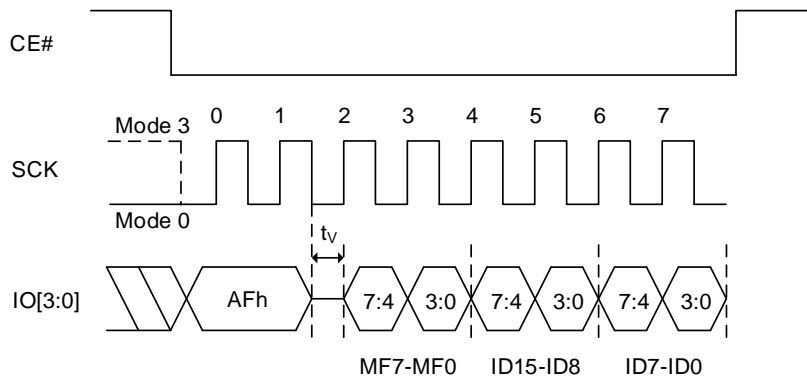 CE#
0 1 2 3 4 5 6 7
Mode 3
SCK
Mode 0
tV
IO[3:0]
AFh 7:4 3:0 7:4 3:0 7:4 3:0
MF7-MF0 ID15-ID8 ID7-ID0